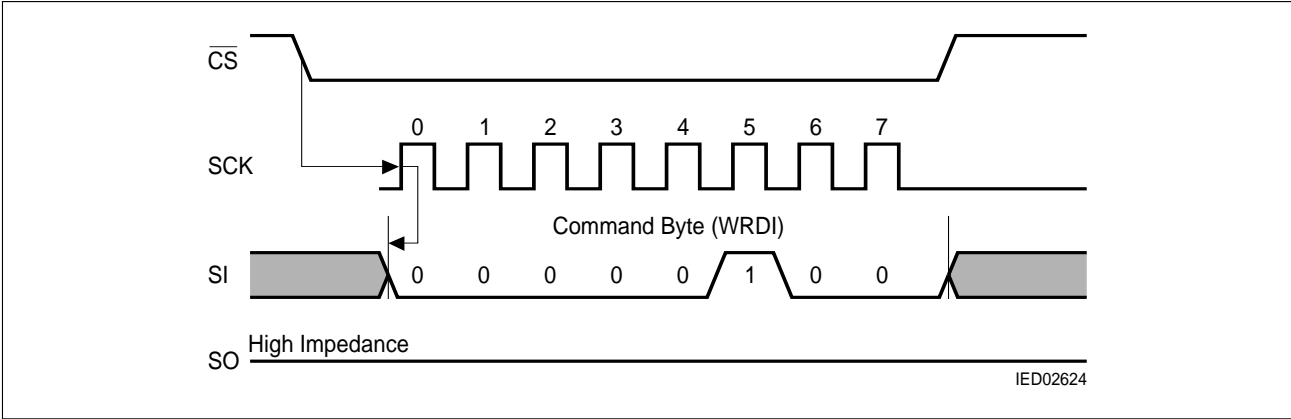 CS
0 1 2 3 4 5 6 7
SCK
Command Byte (WRDI)
SI 0 0 0 0 0 1 0 0
High Impedance
SO
IED02624